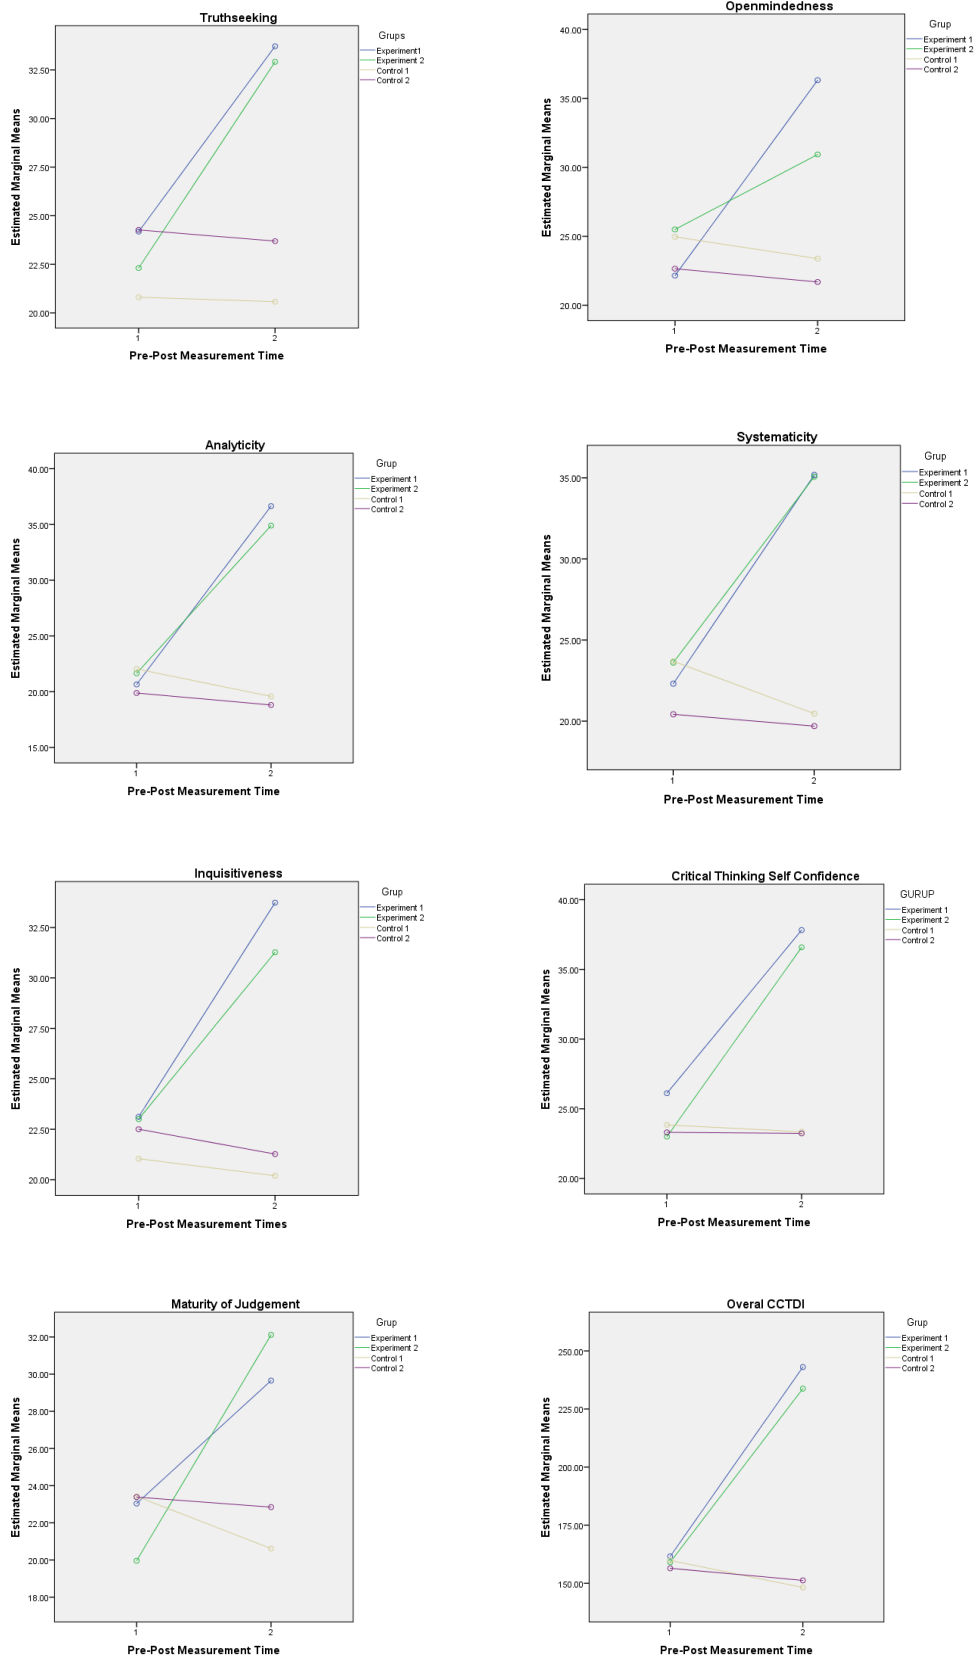 Truthseeking
Grups
Experiment1
Experiment 2
Control 1
Control 2
Estimated Marginal Means
32.50
30.00
27.50
25.00
22.50
20.00
1
2
Pre-Post Measurement Time
Openmindedness
Grup
Experiment 1
Experiment 2
Control 1
Control 2
Estimated Marginal Means
40.00
35.00
30.00
25.00
20.00
1
2
Pre-Post Measurement Time
Analyticity
Grup
Experiment 1
Experiment 2
Control 1
Control 2
Estimated Marginal Means
40.00
35.00
30.00
25.00
20.00
15.00
1
2
Pre-Post Measurement Time
Systematicity
Grup
Experiment 1
Experiment 2
Control 1
Control 2
Estimated Marginal Means
35.00
30.00
25.00
20.00
1
2
Pre-Post Measurement Time
Inquisitiveness
Grup
Experiment 1
Experiment 2
Control 1
Control 2
Estimated Marginal Means
32.50
30.00
27.50
25.00
22.50
20.00
1
2
Pre-Post Measurement Times
Critical Thinking Self Confidence
GURUP
Experiment 1
Experiment 2
Control 1
Control 2
Estimated Marginal Means
40.00
35.00
30.00
25.00
20.00
1
2
Pre-Post Measurement Time
Maturity of Judgement
Grup
Experiment 1
Experiment 2
Control 1
Control 2
Estimated Marginal Means
32.00
30.00
28.00
26.00
24.00
22.00
20.00
18.00
1
2
Pre-Post Measurement Time
Overal CCTDI
Grup
Experiment 1
Experiment 2
Control 1
Control 2
Estimated Marginal Means
250.00
225.00
200.00
175.00
150.00
1
2
Pre-Post Measurement Time